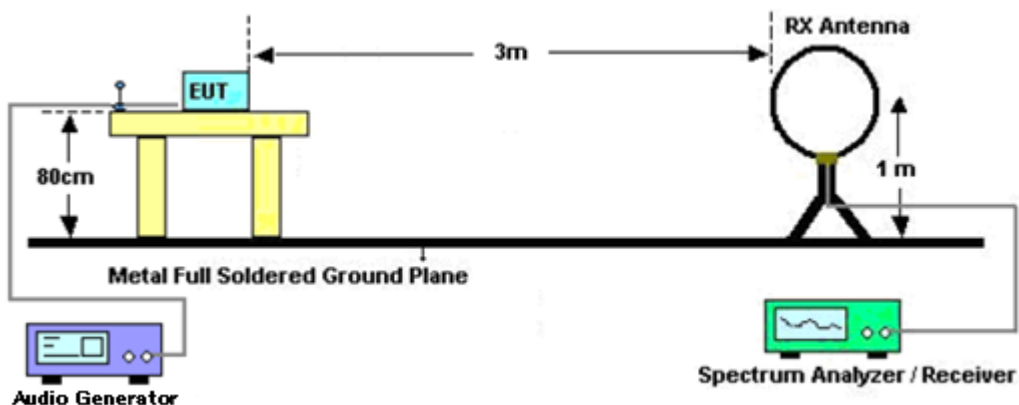 RX Antenna
3m
EUT
80cm
1 m
Metal Full Soldered Ground Plane
Spectrum Analyzer / Receiver
Audio Generator